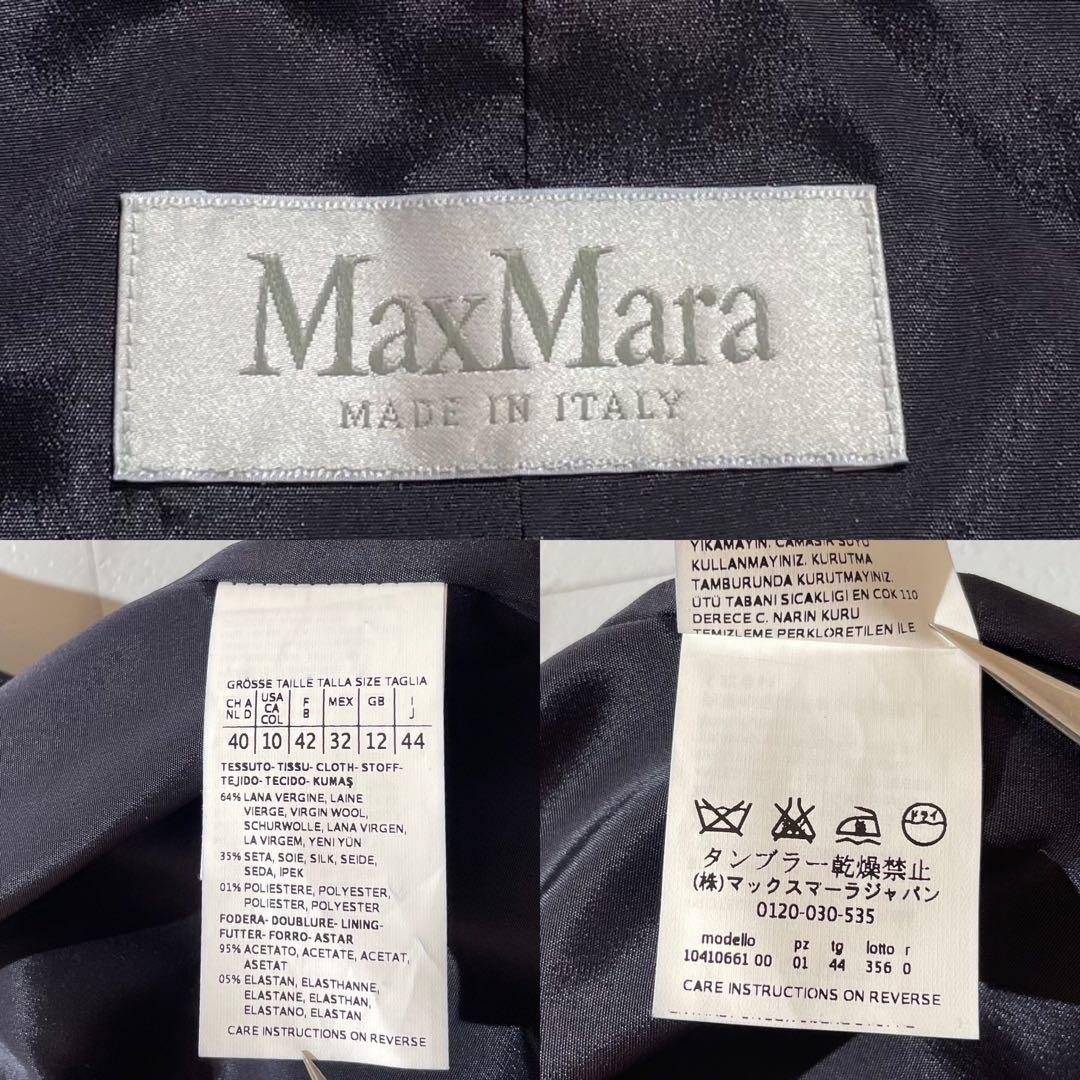 MaxMara
MADE IN ITALY
GRÖSSE TAILLE TALLA SIZE TAGLIA
CH A NL D USA CA COL F B MEX GB I J
40 10 42 32 12 44
TESSUTO- TISSU- CLOTH- STOFF-
TEJIDO- TECIDO- KUMAŞ
64% LANA VERGINE, LAINE
VIERGE, VIRGIN WOOL,
SCHURWOLLE, LANA VIRGEN,
LA VIRGEM, YENI YÜN
35% SETA, SOIE, SILK, SEIDE,
SEDA, IPEK
01% POLIESTERE, POLYESTER,
POLIESTER, POLYESTER
FODERA- DOUBLURE- LINING-
FUTTER- FORRO- ASTAR
95% ACETATO, ACETATE, ACETAT,
ASETAT
05% ELASTAN, ELASTHANNE,
ELASTANE, ELASTHAN,
ELASTANO, ELASTAN
CARE INSTRUCTIONS ON REVERSE
YIKAMAYIN. CAMASIR SUYU
KULLANMAYINIZ. KURUTMA
TAMBURUNDA KURUTMAYINIZ.
ÜTÜ TABANI SICAKLIGI EN COK 110
DERECE C. NARIN KURU
TEMIZLEME PERKLORETILEN ILE
ドライ
タンブラー乾燥禁止
(株)マックスマーラジャパン
0120-030-535
modello pz tg lotto r
10410661 00 01 44 356 0
CARE INSTRUCTIONS ON REVERSE